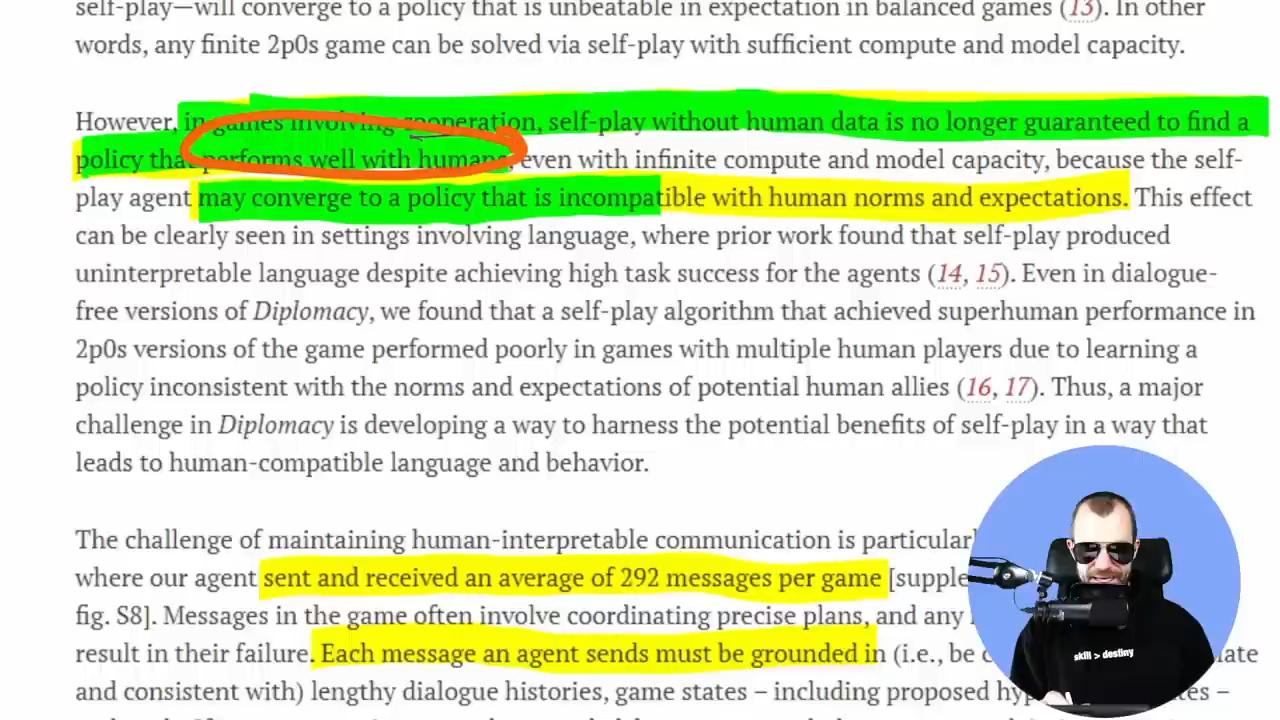 self-play—will converge to a policy that is unbeatable in expectation in balanced games (13). In other
words, any finite 2p0s game can be solved via self-play with sufficient compute and model capacity.
However, in games involving cooperation, self-play without human data is no longer guaranteed to find a
policy that performs well with humans, even with infinite compute and model capacity, because the self-
play agent may converge to a policy that is incompatible with human norms and expectations. This effect
can be clearly seen in settings involving language, where prior work found that self-play produced
uninterpretable language despite achieving high task success for the agents (14, 15). Even in dialogue-
free versions of Diplomacy, we found that a self-play algorithm that achieved superhuman performance in
2p0s versions of the game performed poorly in games with multiple human players due to learning a
policy inconsistent with the norms and expectations of potential human allies (16, 17). Thus, a major
challenge in Diplomacy is developing a way to harness the potential benefits of self-play in a way that
leads to human-compatible language and behavior.
The challenge of maintaining human-interpretable communication is particularl
where our agent sent and received an average of 292 messages per game [supple
fig. S8]. Messages in the game often involve coordinating precise plans, and any
result in their failure. Each message an agent sends must be grounded in (i.e., be
and consistent with) lengthy dialogue histories, game states – including proposed
skill > destiny